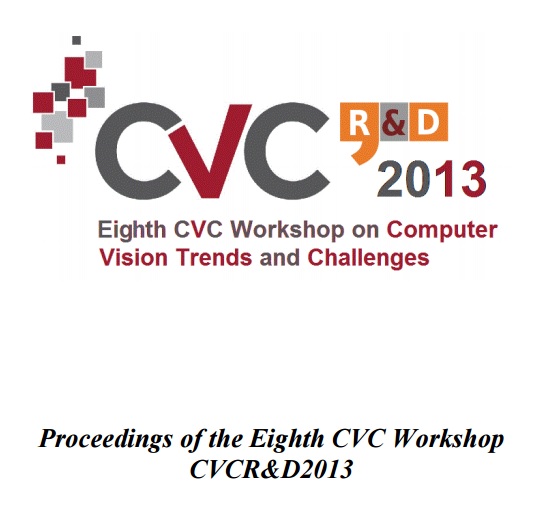 CVC R&D
2013
Eighth CVC Workshop on Computer
Vision Trends and Challenges
Proceedings of the Eighth CVC Workshop
CVCR&D2013